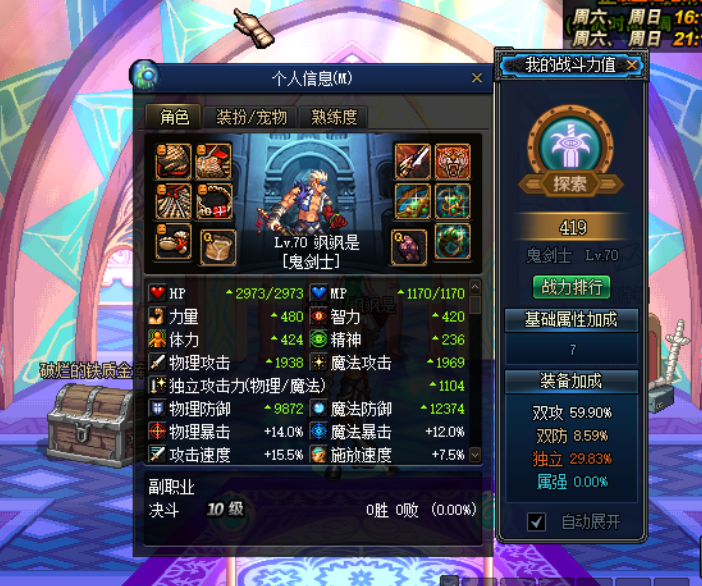 周六、周日 16:
周六、周日 21:
个人信息(M)
角色 装扮/宠物 熟练度
Lv.70 飒飒是
[鬼剑士]
HP 2973/2973 MP 1170/1170
力量 480 智力 420
体力 424 精神 236
物理攻击 1938 魔法攻击 1969
独立攻击力(物理/魔法) 1104
物理防御 9872 魔法防御 12374
物理暴击 +14.0% 魔法暴击 +12.0%
攻击速度 +15.5% 施放速度 +7.5%
副职业
决斗 10 级 0胜 0败 (0.00%)
破烂的铁质金
我的战斗力值
探索
419
鬼剑士 Lv.70
战力排行
基础属性加成
7
装备加成
双攻 59.90%
双防 8.59%
独立 29.83%
属强 0.00%
自动展开